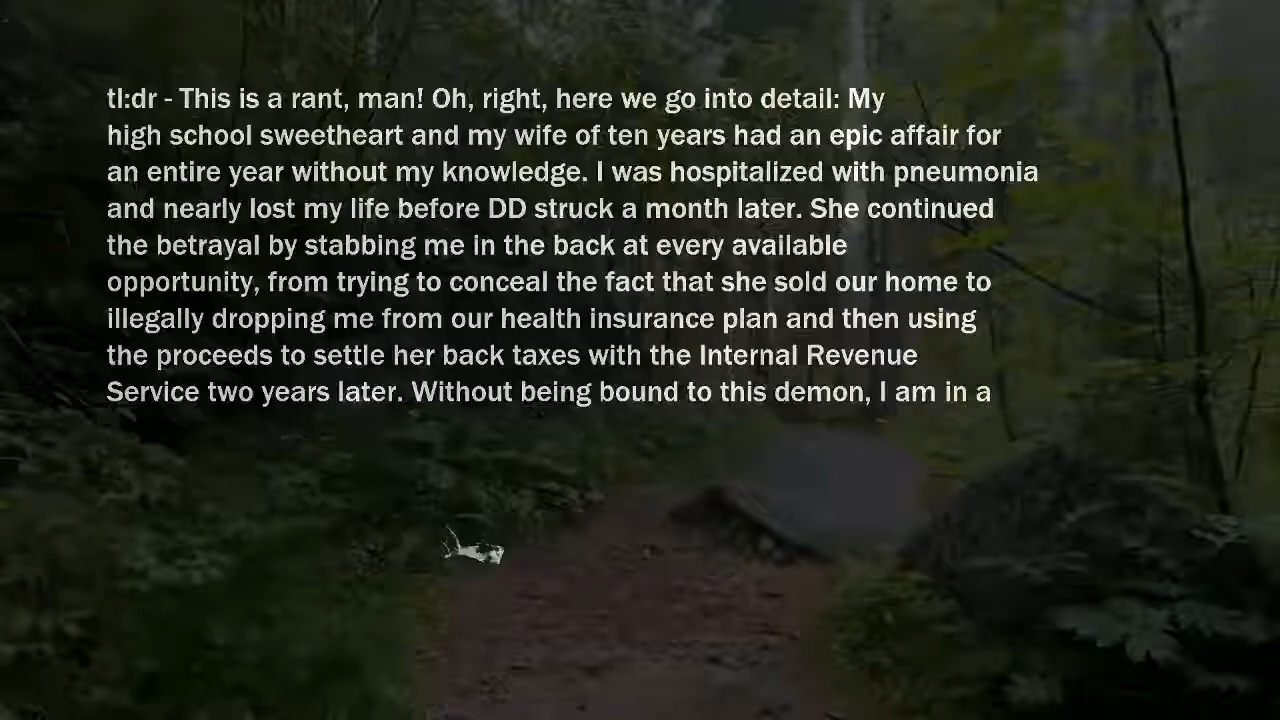 tl:dr - This is a rant, man! Oh, right, here we go into detail: My
high school sweetheart and my wife of ten years had an epic affair for
an entire year without my knowledge. I was hospitalized with pneumonia
and nearly lost my life before DD struck a month later. She continued
the betrayal by stabbing me in the back at every available
opportunity, from trying to conceal the fact that she sold our home to
illegally dropping me from our health insurance plan and then using
the proceeds to settle her back taxes with the Internal Revenue
Service two years later. Without being bound to this demon, I am in a